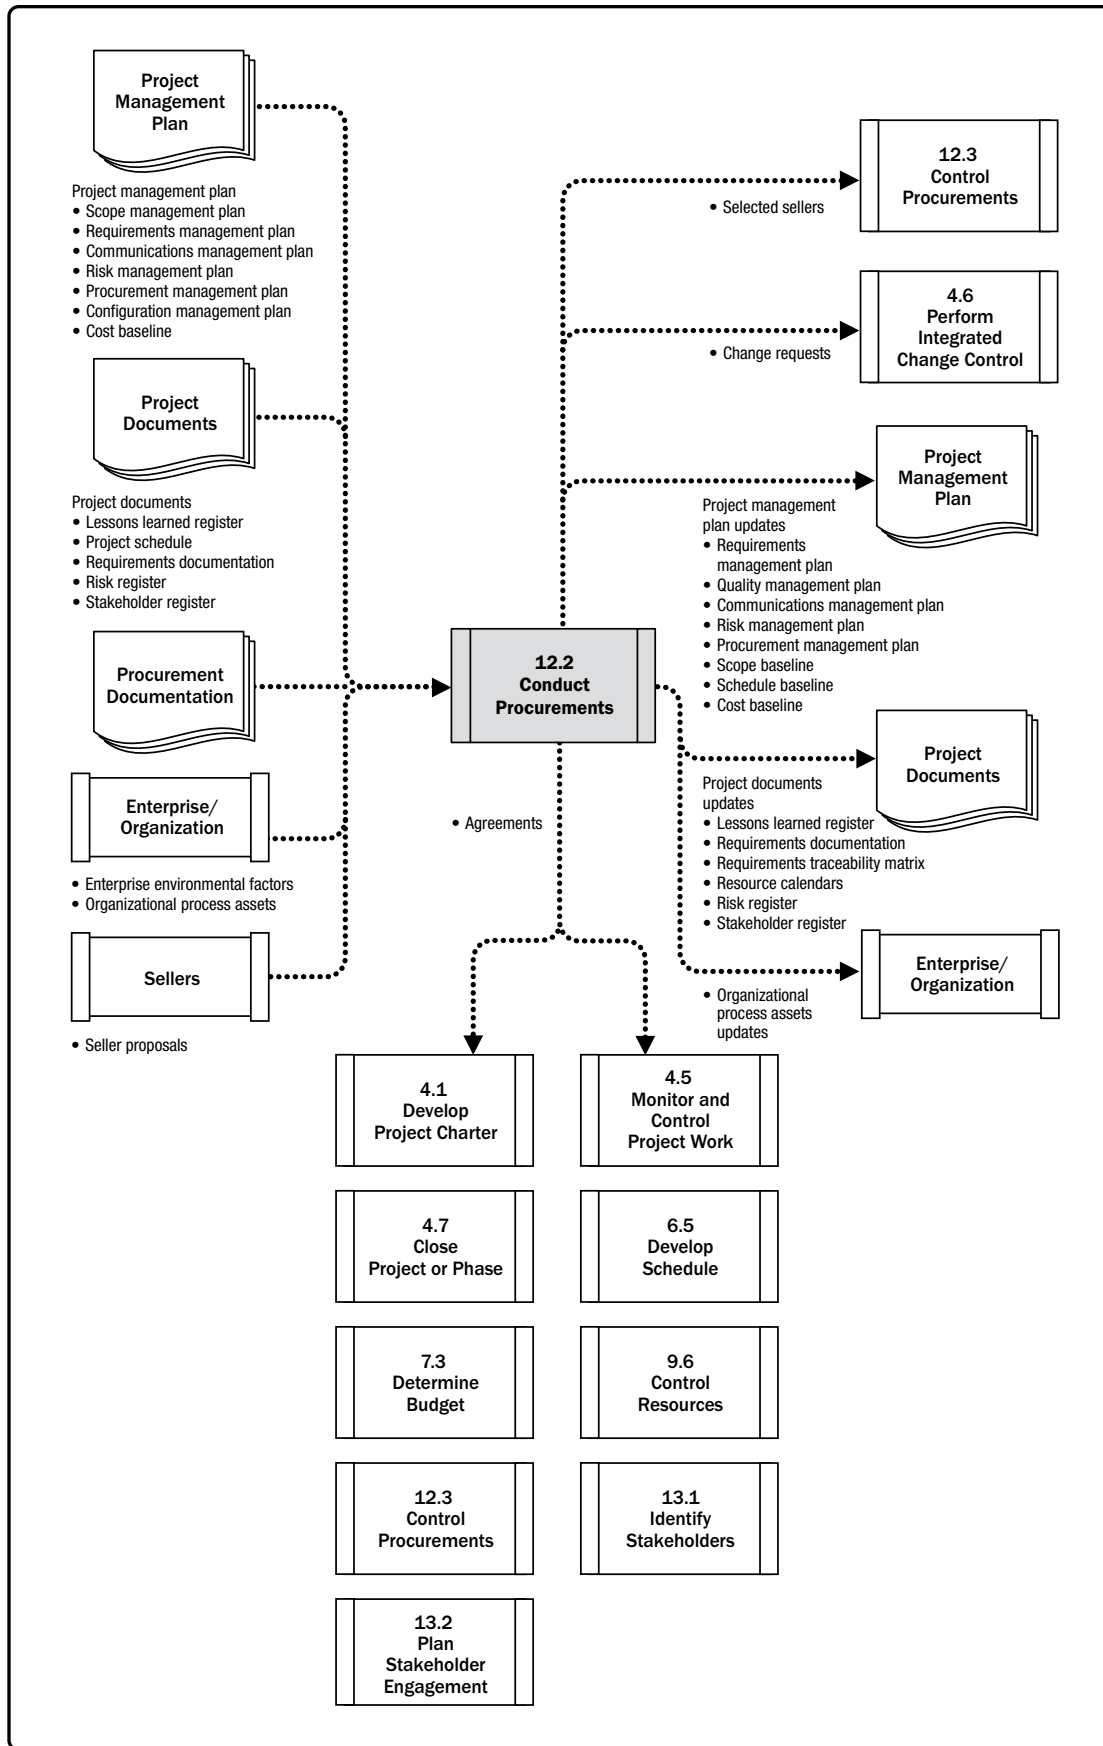 Project
Management
Plan
Project management plan
• Scope management plan
• Requirements management plan
• Communications management plan
• Risk management plan
• Procurement management plan
• Configuration management plan
• Cost baseline
Project
Documents
Project documents
• Lessons learned register
• Project schedule
• Requirements documentation
• Risk register
• Stakeholder register
Procurement
Documentation
Enterprise/
Organization
• Enterprise environmental factors
• Organizational process assets
Sellers
• Seller proposals
12.2
Conduct
Procurements
• Selected sellers
12.3
Control
Procurements
• Change requests
4.6
Perform
Integrated
Change Control
Project
Management
Plan
Project management
plan updates
• Requirements
management plan
• Quality management plan
• Communications management plan
• Risk management plan
• Procurement management plan
• Scope baseline
• Schedule baseline
• Cost baseline
Project
Documents
Project documents
updates
• Lessons learned register
• Requirements documentation
• Requirements traceability matrix
• Resource calendars
• Risk register
• Stakeholder register
Enterprise/
Organization
• Organizational
process assets
updates
• Agreements
4.1
Develop
Project Charter
4.5
Monitor and
Control
Project Work
4.7
Close
Project or Phase
6.5
Develop
Schedule
7.3
Determine
Budget
9.6
Control
Resources
12.3
Control
Procurements
13.1
Identify
Stakeholders
13.2
Plan
Stakeholder
Engagement